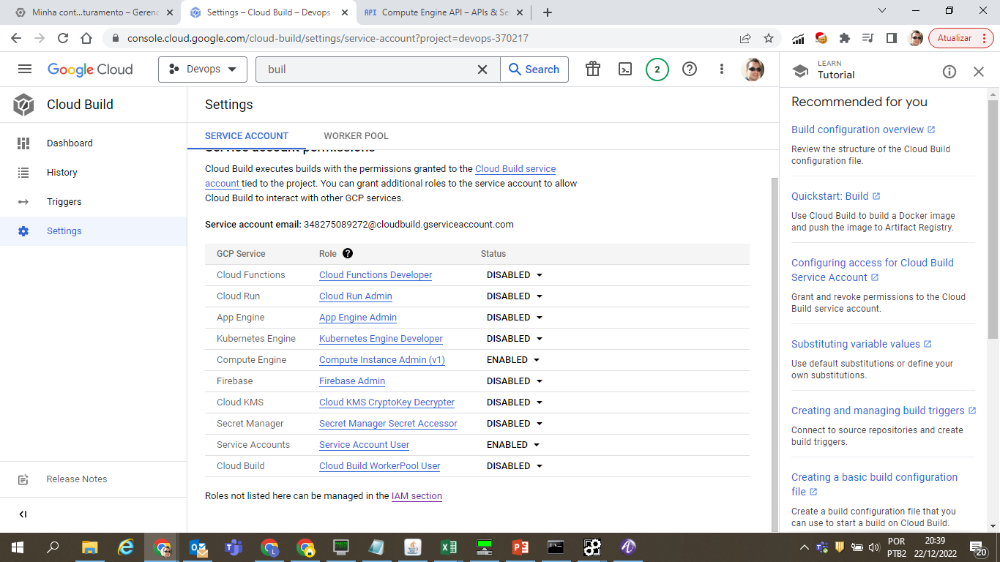 Minha cont...turamento – Gerenc
Settings – Cloud Build – Devops -
API Compute Engine API – APIs & Se
console.cloud.google.com/cloud-build/settings/service-account?project=devops-370217
Atualizar
Google Cloud
Devops
buil
Search
2
LEARN
Tutorial
Cloud Build
Dashboard
History
Triggers
Settings
Release Notes
Settings
SERVICE ACCOUNT WORKER POOL
Service account permissions
Cloud Build executes builds with the permissions granted to the Cloud Build service
account tied to the project. You can grant additional roles to the service account to allow
Cloud Build to interact with other GCP services.
Service account email: 348275089272@cloudbuild.gserviceaccount.com
GCP Service Role Status
Cloud Functions Cloud Functions Developer DISABLED
Cloud Run Cloud Run Admin DISABLED
App Engine App Engine Admin DISABLED
Kubernetes Engine Kubernetes Engine Developer DISABLED
Compute Engine Compute Instance Admin (v1) ENABLED
Firebase Firebase Admin DISABLED
Cloud KMS Cloud KMS CryptoKey Decrypter DISABLED
Secret Manager Secret Manager Secret Accessor DISABLED
Service Accounts Service Account User ENABLED
Cloud Build Cloud Build WorkerPool User DISABLED
Roles not listed here can be managed in the IAM section
Recommended for you
Build configuration overview
Review the structure of the Cloud Build
configuration file.
Quickstart: Build
Use Cloud Build to build a Docker image
and push the image to Artifact Registry.
Configuring access for Cloud Build
Service Account
Grant and revoke permissions to the Cloud
Build service account.
Substituting variable values
Use default substitutions or define your
own substitutions.
Creating and managing build triggers
Connect to source repositories and create
build triggers.
Creating a basic build configuration
file
Create a build configuration file that you
can use to start a build on Cloud Build.
POR
PTB2
20:39
22/12/2022
20